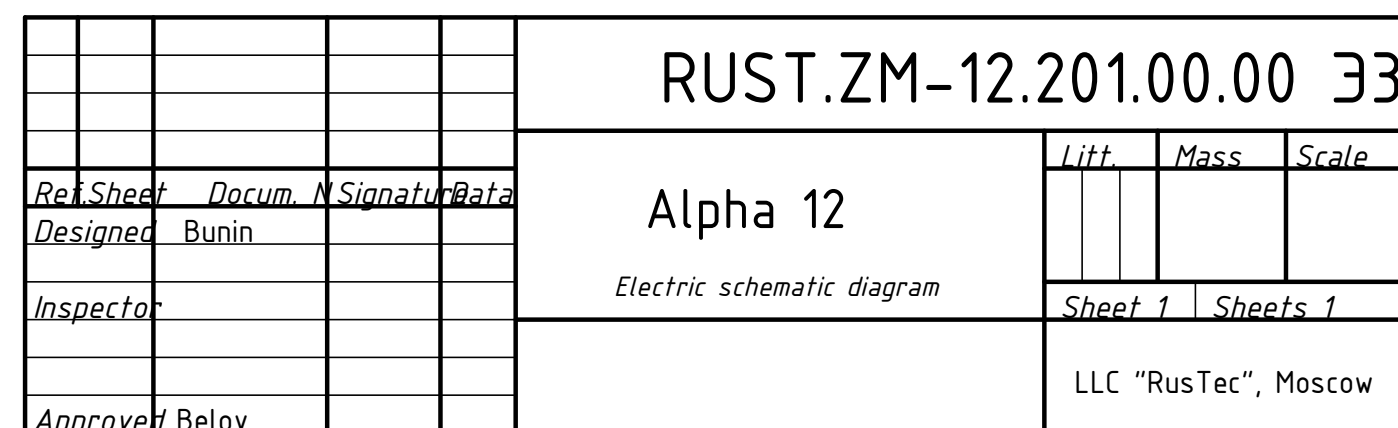 RUST.ZM-12.201.00.00 ЭЗ
Litt. Mass Scale
Ref. Sheet Docum. N Signature Data
Alpha 12
Designed Bunin
Electric schematic diagram
Inspector
Sheet 1 Sheets 1
LLC "RusTec", Moscow
Approved Belov